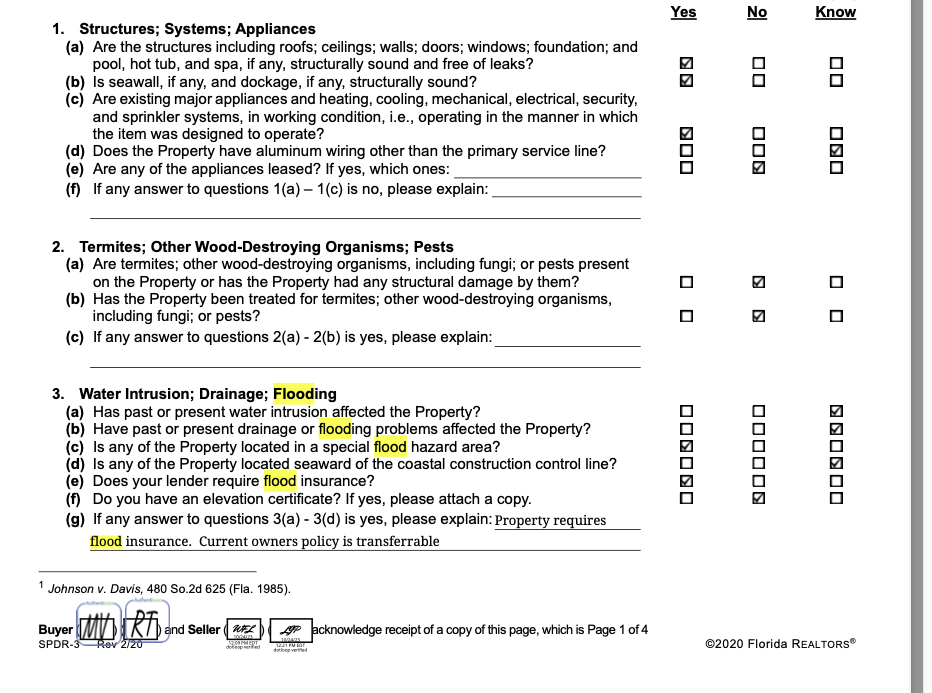 Yes No Know
1. Structures; Systems; Appliances
(a) Are the structures including roofs; ceilings; walls; doors; windows; foundation; and
pool, hot tub, and spa, if any, structurally sound and free of leaks?
(b) Is seawall, if any, and dockage, if any, structurally sound?
(c) Are existing major appliances and heating, cooling, mechanical, electrical, security,
and sprinkler systems, in working condition, i.e., operating in the manner in which
the item was designed to operate?
(d) Does the Property have aluminum wiring other than the primary service line?
(e) Are any of the appliances leased? If yes, which ones:
(f) If any answer to questions 1(a) – 1(c) is no, please explain:
2. Termites; Other Wood-Destroying Organisms; Pests
(a) Are termites; other wood-destroying organisms, including fungi; or pests present
on the Property or has the Property had any structural damage by them?
(b) Has the Property been treated for termites; other wood-destroying organisms,
including fungi; or pests?
(c) If any answer to questions 2(a) - 2(b) is yes, please explain:
3. Water Intrusion; Drainage; Flooding
(a) Has past or present water intrusion affected the Property?
(b) Have past or present drainage or flooding problems affected the Property?
(c) Is any of the Property located in a special flood hazard area?
(d) Is any of the Property located seaward of the coastal construction control line?
(e) Does your lender require flood insurance?
(f) Do you have an elevation certificate? If yes, please attach a copy.
(g) If any answer to questions 3(a) - 3(d) is yes, please explain: Property requires
flood insurance. Current owners policy is transferrable
1 Johnson v. Davis, 480 So.2d 625 (Fla. 1985).
Buyer (MV) (RT) and Seller ( ) ( acknowledge receipt of a copy of this page, which is Page 1 of 4
SPDR-3 Rev 2/20 dotloop verified dotloop verified ©2020 Florida REALTORS®